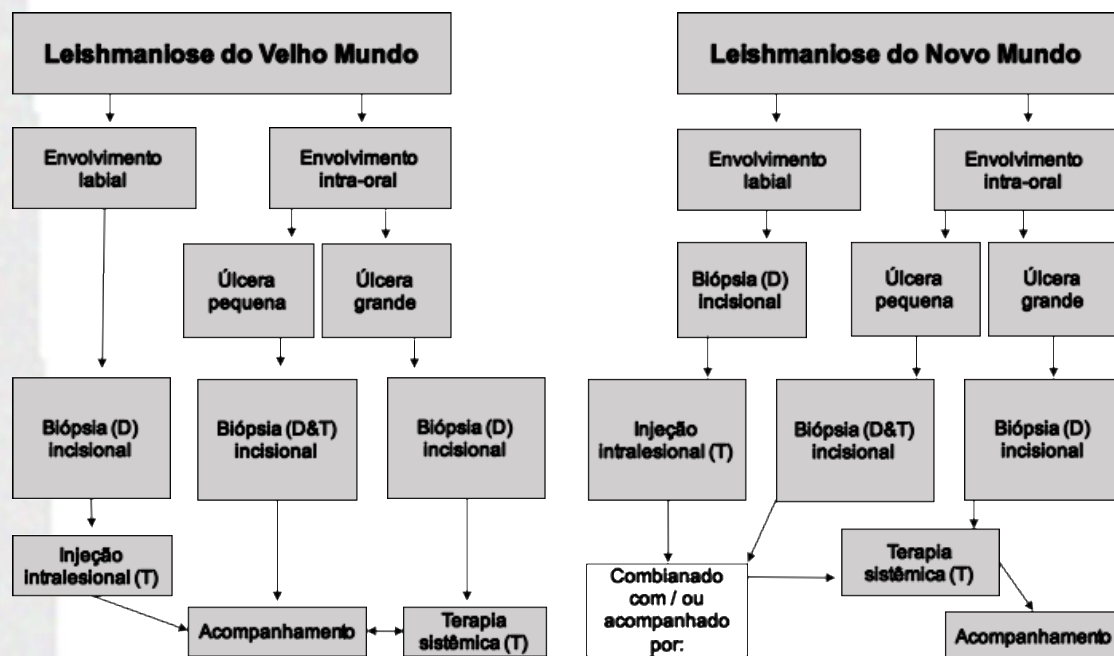 Leishmaniose do Velho Mundo
Envolvimento
labial
Envolvimento
intra-oral
Úlcera
pequena
Úlcera
grande
Biópsia (D)
incisional
Biópsia (D&T)
incisional
Biópsia (D)
incisional
Injeção
intralesional (T)
Acompanhamento
Terapia
sistêmica (T)
Leishmaniose do Novo Mundo
Envolvimento
labial
Envolvimento
intra-oral
Biópsia (D)
incisional
Úlcera
pequena
Úlcera
grande
Injeção
intralesional (T)
Biópsia (D&T)
incisional
Biópsia (D)
incisional
Combianado
com / ou
acompanhado
por:
Terapia
sistêmica (T)
Acompanhamento